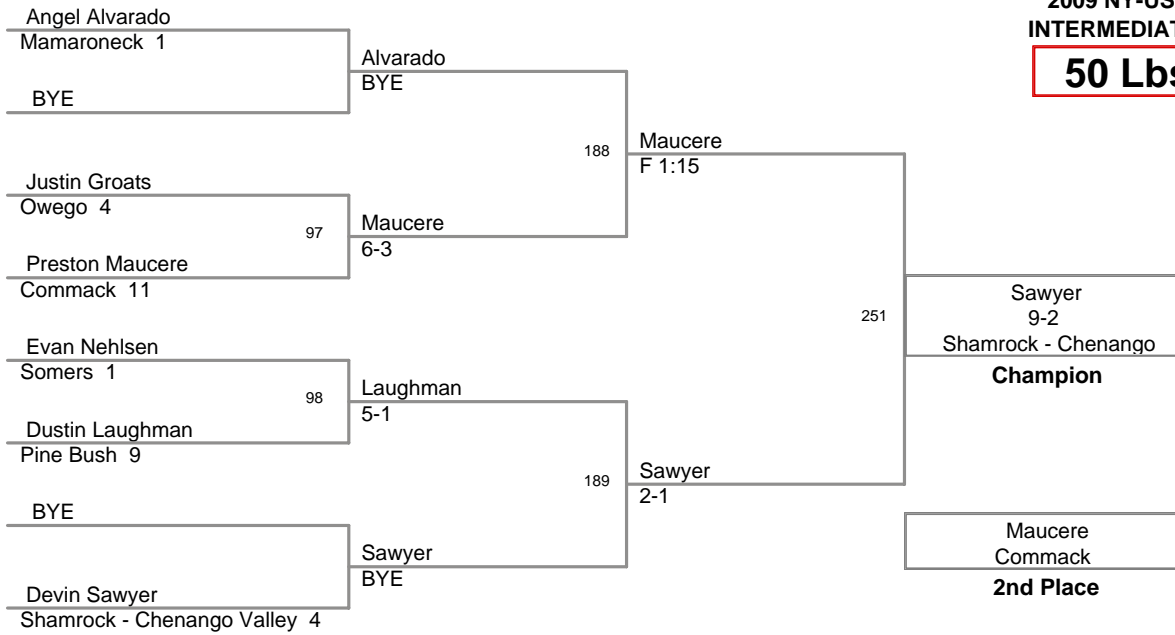 2009 NY-US
INTERMEDIAT
50 Lbs
Angel Alvarado
Mamaroneck 1
BYE
Alvarado
BYE
188
Maucere
F 1:15
Justin Groats
Owego 4
97
Maucere
6-3
Preston Maucere
Commack 11
251
Sawyer
9-2
Shamrock - Chenango
Champion
Evan Nehlsen
Somers 1
98
Laughman
5-1
Dustin Laughman
Pine Bush 9
189
Sawyer
2-1
BYE
Sawyer
BYE
Devin Sawyer
Shamrock - Chenango Valley 4
Maucere
Commack
2nd Place